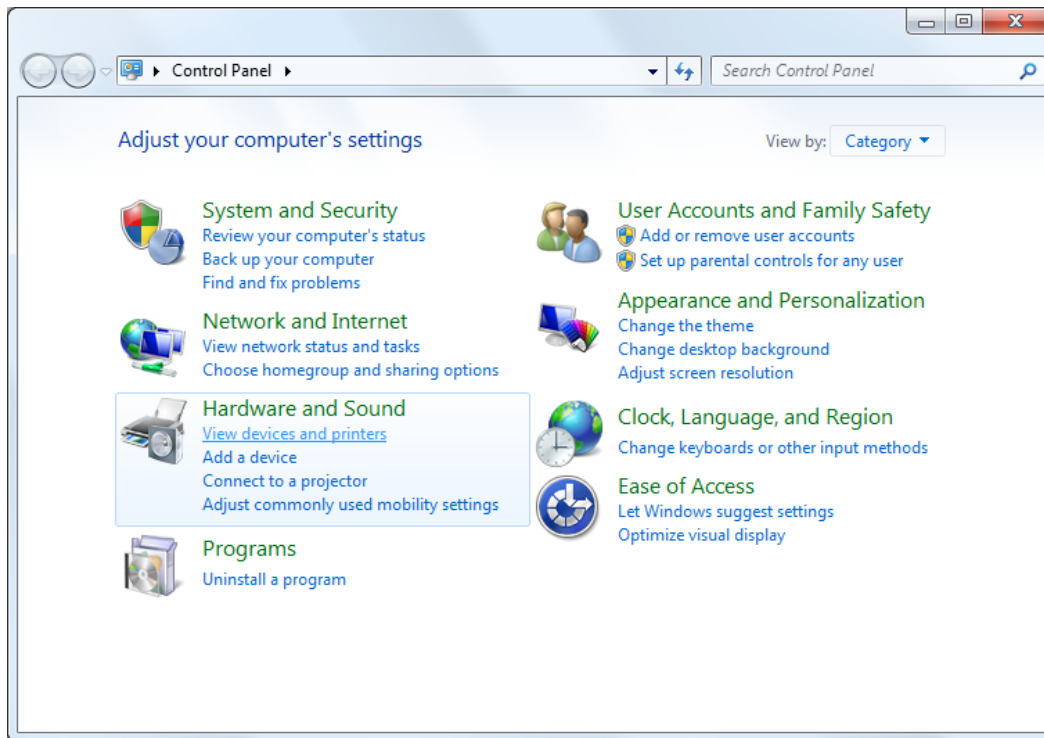 Control Panel
Search Control Panel
Adjust your computer's settings
View by: Category
System and Security
Review your computer's status
Back up your computer
Find and fix problems
Network and Internet
View network status and tasks
Choose homegroup and sharing options
Hardware and Sound
View devices and printers
Add a device
Connect to a projector
Adjust commonly used mobility settings
Programs
Uninstall a program
User Accounts and Family Safety
Add or remove user accounts
Set up parental controls for any user
Appearance and Personalization
Change the theme
Change desktop background
Adjust screen resolution
Clock, Language, and Region
Change keyboards or other input methods
Ease of Access
Let Windows suggest settings
Optimize visual display